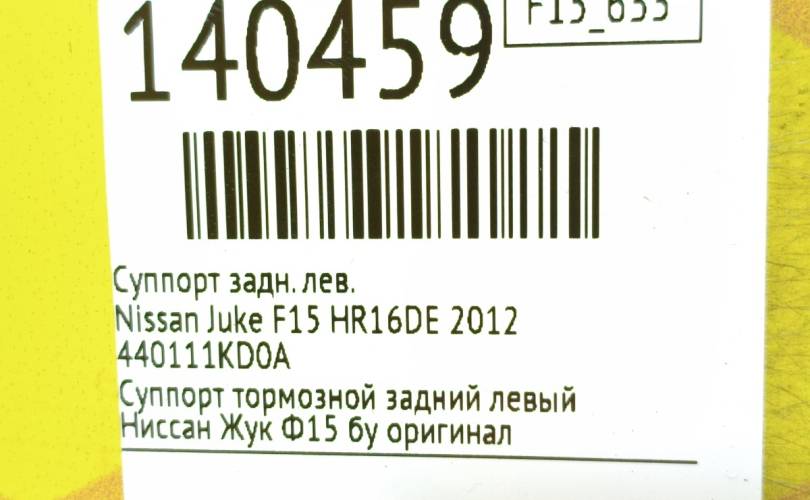 140459
F15_655
Суппорт задн. лев.
Nissan Juke F15 HR16DE 2012
440111KD0A
Суппорт тормозной задний левый
Ниссан Жук Ф15 бу оригинал